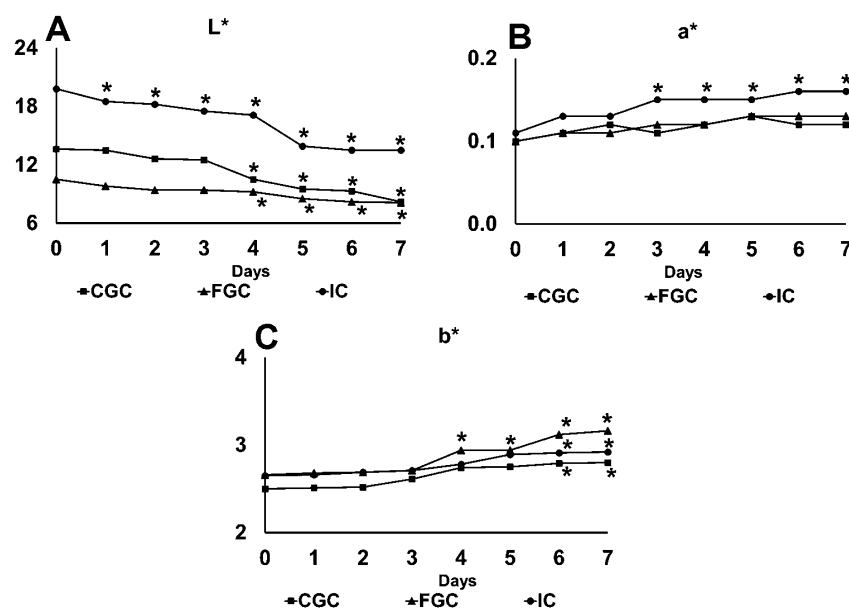 A
L*
24
18
12
6
* * * * * * *
* * * *
* * * *
0 1 2 3 4 5 6 7
Days
CGC FGC IC
B
a*
0.2
0.1
0.0
* * * * *
0 1 2 3 4 5 6 7
Days
CGC FGC IC
C
b*
4
3
2
* * * *
* *
* *
0 1 2 3 4 5 6 7
Days
CGC FGC IC